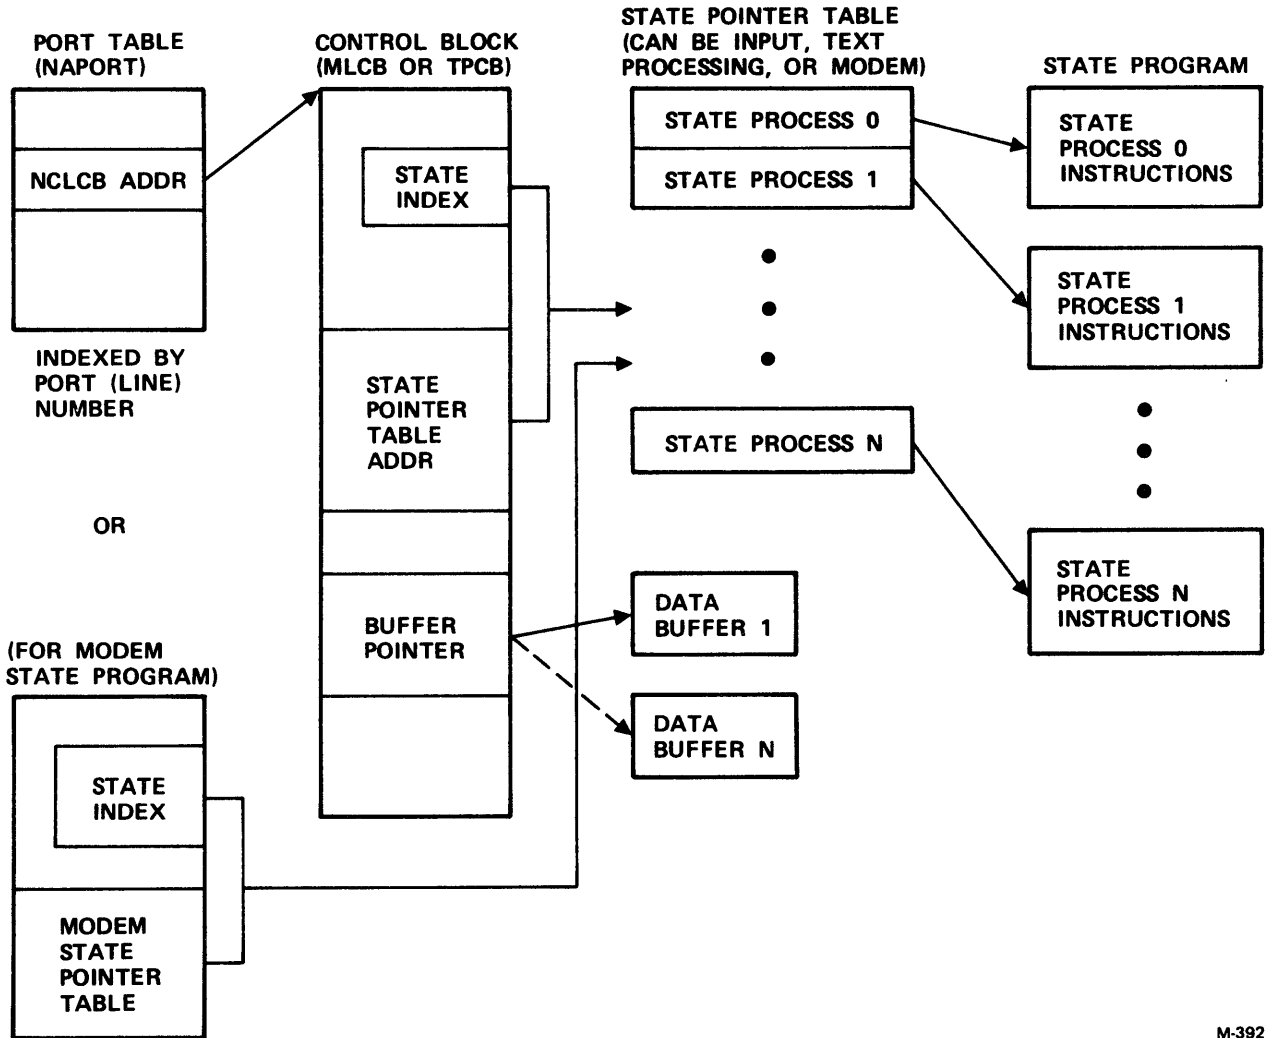 PORT TABLE
(NAPORT)
NCLCB ADDR
INDEXED BY
PORT (LINE)
NUMBER
OR
(FOR MODEM
STATE PROGRAM)
STATE
INDEX
MODEM
STATE
POINTER
TABLE
CONTROL BLOCK
(MLCB OR TPCB)
STATE
INDEX
STATE
POINTER
TABLE
ADDR
BUFFER
POINTER
STATE POINTER TABLE
(CAN BE INPUT, TEXT
PROCESSING, OR MODEM)
STATE PROCESS 0
STATE PROCESS 1
STATE PROCESS N
DATA
BUFFER 1
DATA
BUFFER N
STATE PROGRAM
STATE
PROCESS 0
INSTRUCTIONS
STATE
PROCESS 1
INSTRUCTIONS
STATE
PROCESS N
INSTRUCTIONS
M-392